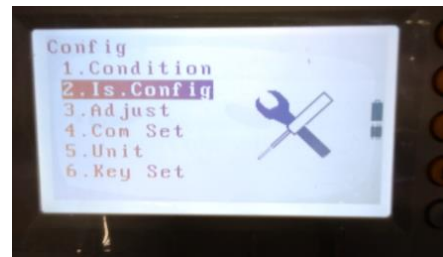 Config
1.Condition
2.Is.Config
3.Adjust
4.Com Set
5.Unit
6.Key Set